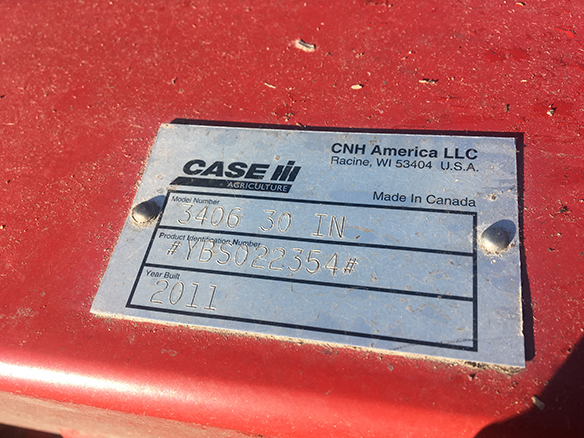 CASE IH
AGRICULTURE
CNH America LLC
Racine, WI 53404 U.S.A.
Made In Canada
Model Number
3406 30 IN
Product Identification Number
#YBS022354#
Year Built
2011